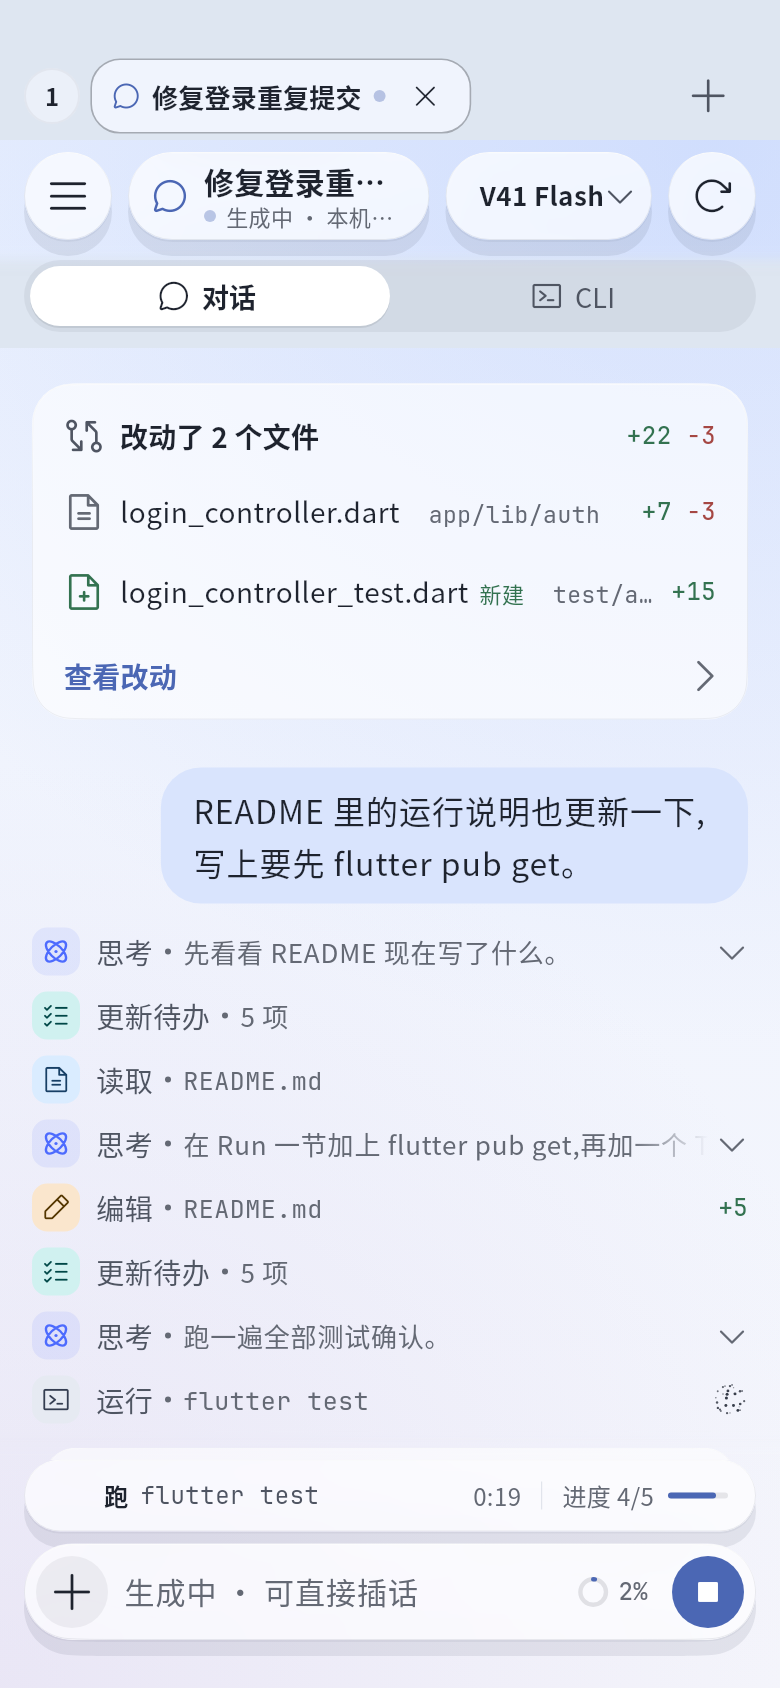 1
修复登录重复提交
修复登录重…
生成中 · 本机…
V41 Flash
对话
CLI
改动了 2 个文件 +22 -3
login_controller.dart app/lib/auth +7 -3
login_controller_test.dart 新建 test/a… +15
查看改动
README 里的运行说明也更新一下,
写上要先 flutter pub get。
思考 · 先看看 README 现在写了什么。
更新待办 · 5 项
读取 · README.md
思考 · 在 Run 一节加上 flutter pub get,再加一个 T
编辑 · README.md +5
更新待办 · 5 项
思考 · 跑一遍全部测试确认。
运行 · flutter test
跑 flutter test 0:19 进度 4/5
生成中 · 可直接插话 2%